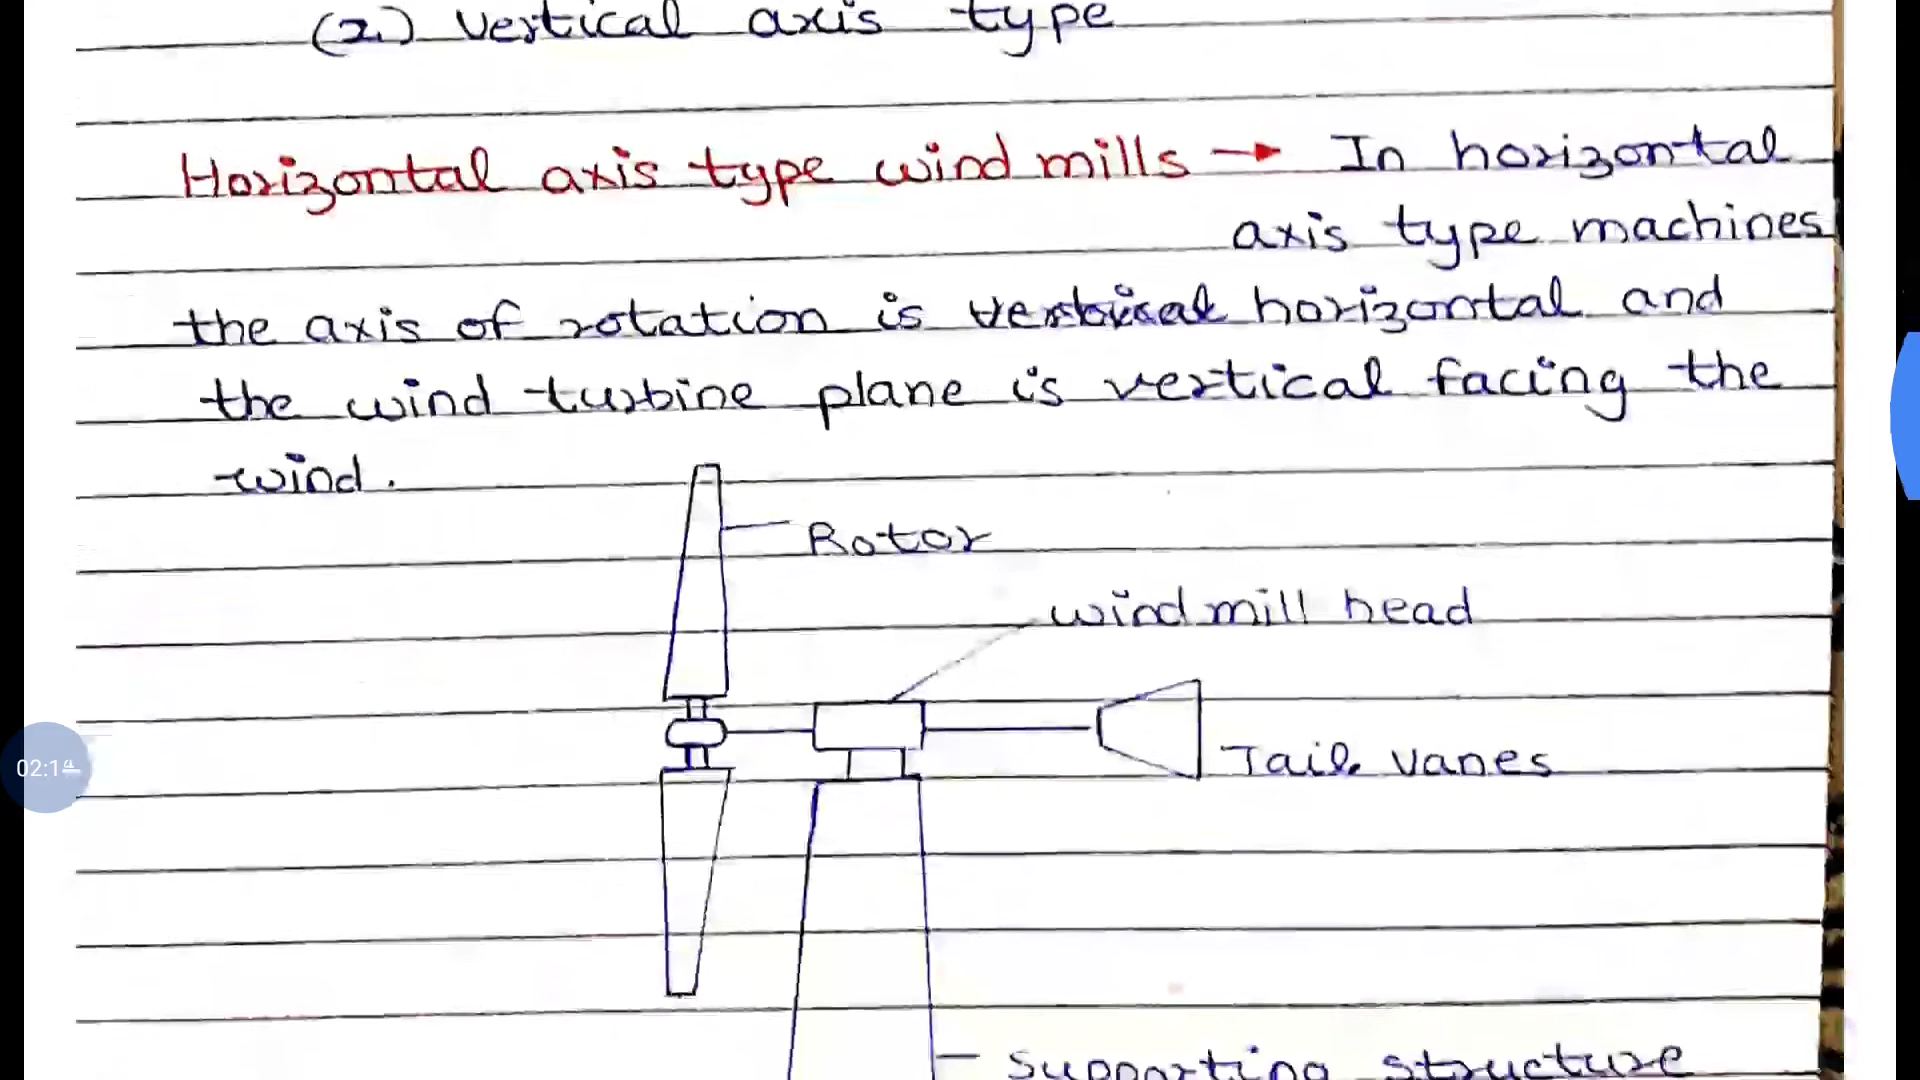 (2.) vertical axis type
Horizontal axis type wind mills → In horizontal
axis type machines
the axis of rotation is vertical horizontal and
the wind turbine plane is vertical facing the
wind.
Rotor
wind mill head
Tail vanes
supporting structure